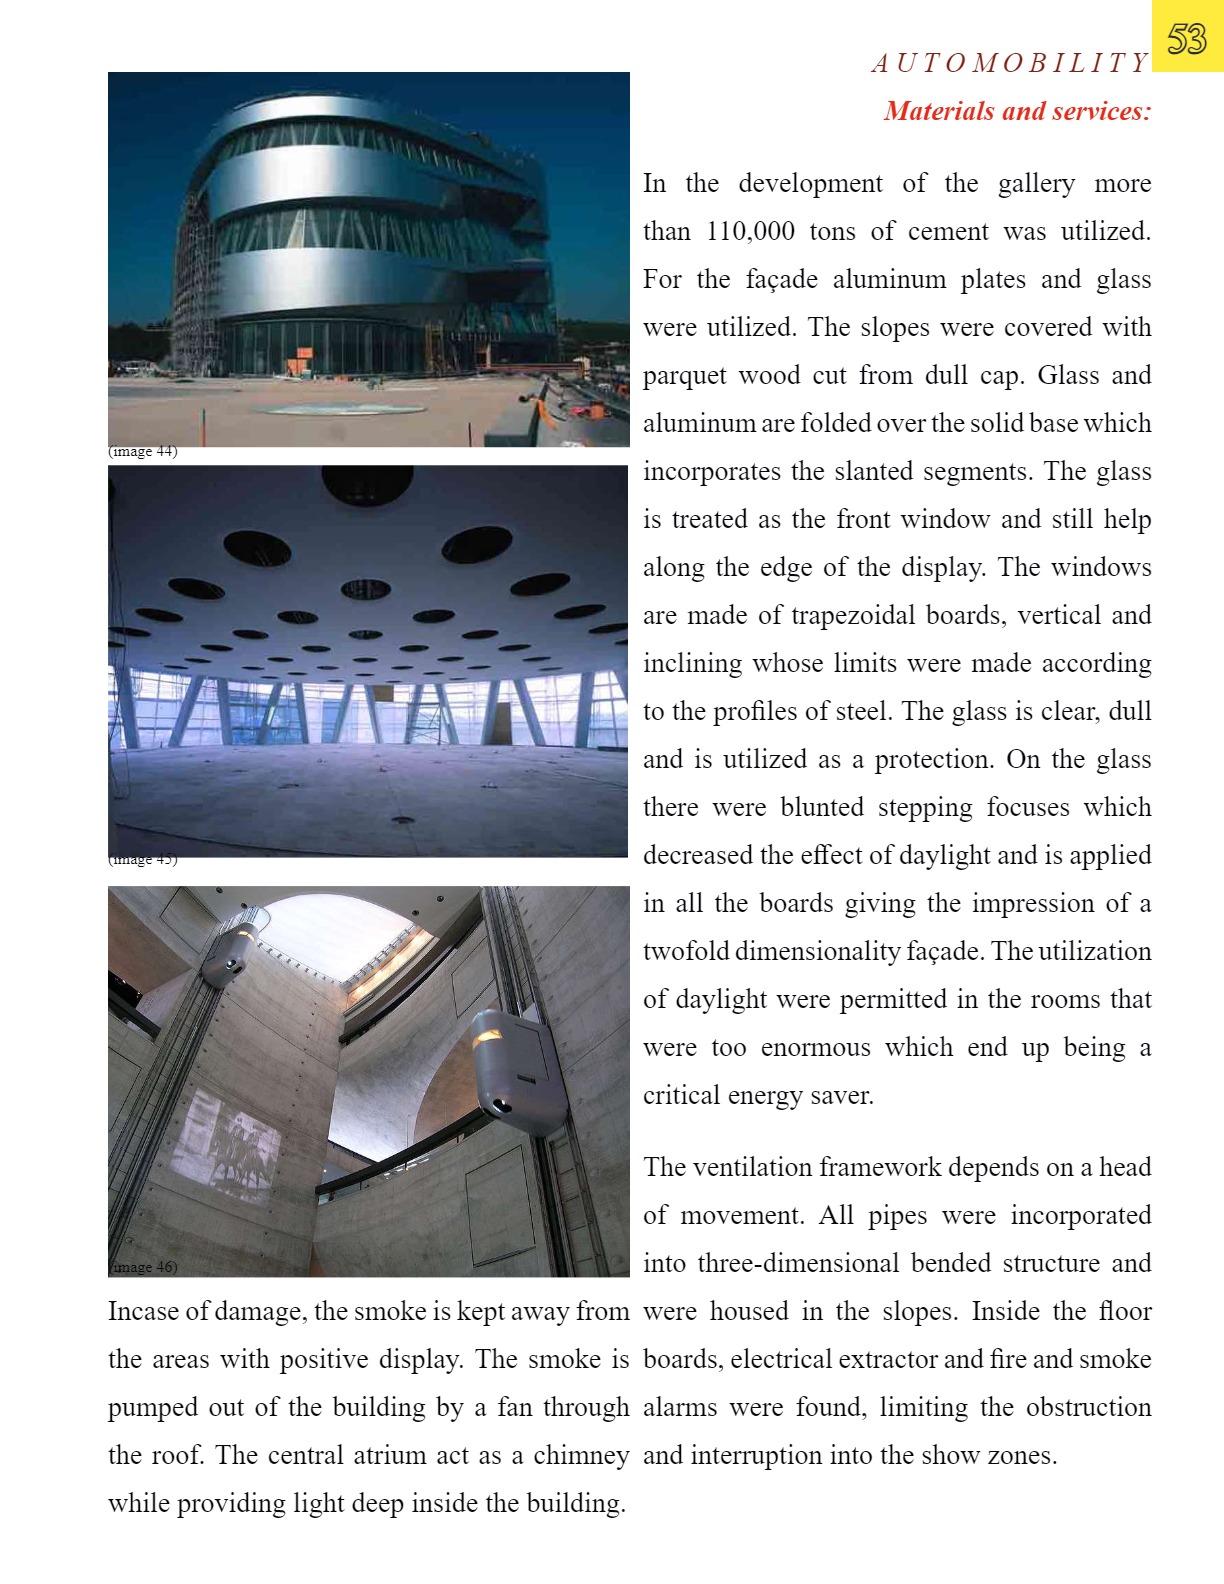 53
AUTOMOBILITY
Materials and services:
In the development of the gallery more
than 110,000 tons of cement was utilized.
For the façade aluminum plates and glass
were utilized. The slopes were covered with
parquet wood cut from dull cap. Glass and
aluminum are folded over the solid base which
incorporates the slanted segments. The glass
is treated as the front window and still help
along the edge of the display. The windows
are made of trapezoidal boards, vertical and
inclining whose limits were made according
to the profiles of steel. The glass is clear, dull
and is utilized as a protection. On the glass
there were blunted stepping focuses which
decreased the effect of daylight and is applied
in all the boards giving the impression of a
twofold dimensionality façade. The utilization
of daylight were permitted in the rooms that
were too enormous which end up being a
critical energy saver.
The ventilation framework depends on a head
of movement. All pipes were incorporated
into three-dimensional bended structure and
were housed in the slopes. Inside the floor
boards, electrical extractor and fire and smoke
alarms were found, limiting the obstruction
and interruption into the show zones.
(image 44)
(image 45)
(image 46)
Incase of damage, the smoke is kept away from
the areas with positive display. The smoke is
pumped out of the building by a fan through
the roof. The central atrium act as a chimney
while providing light deep inside the building.